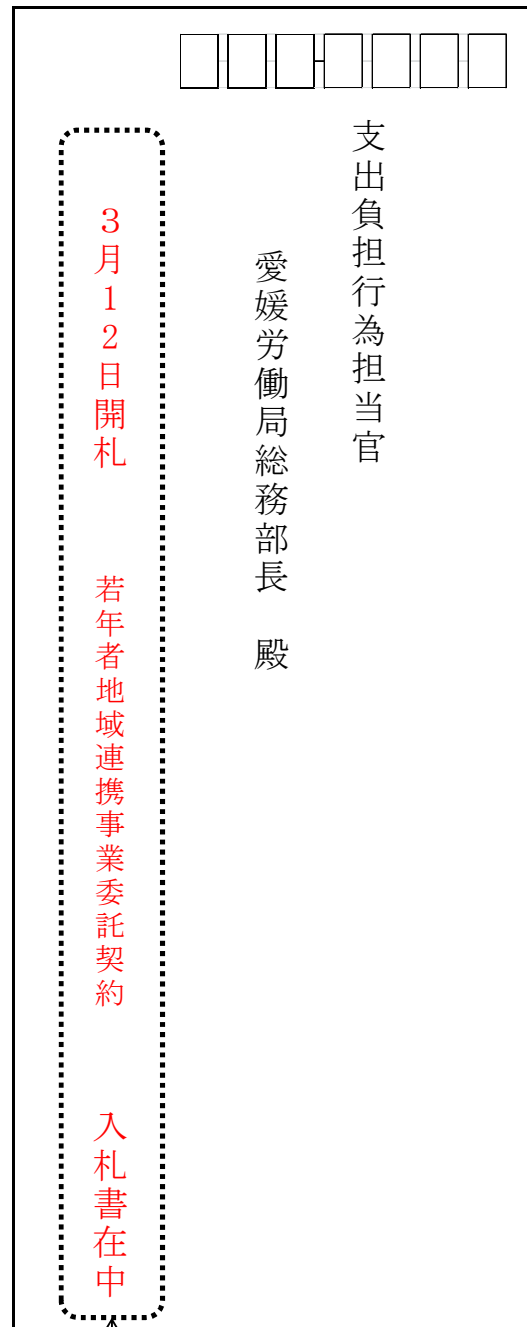 支出負担行為担当官
愛媛労働局総務部長　殿
３月１２日開札　若年者地域連携事業委託契約　入札書在中